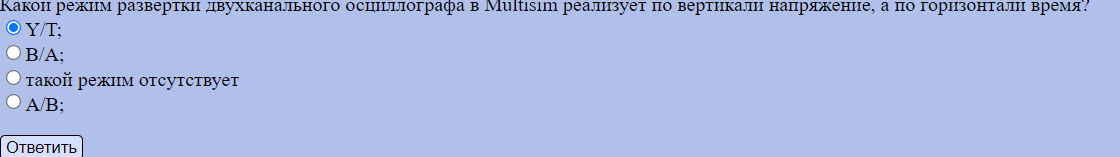 Какой режим развертки двухканального осциллографа в Multisim реализует по вертикали напряжение, а по горизонтали время?
Y/T;
B/A;
такой режим отсутствует
A/B;
Ответить